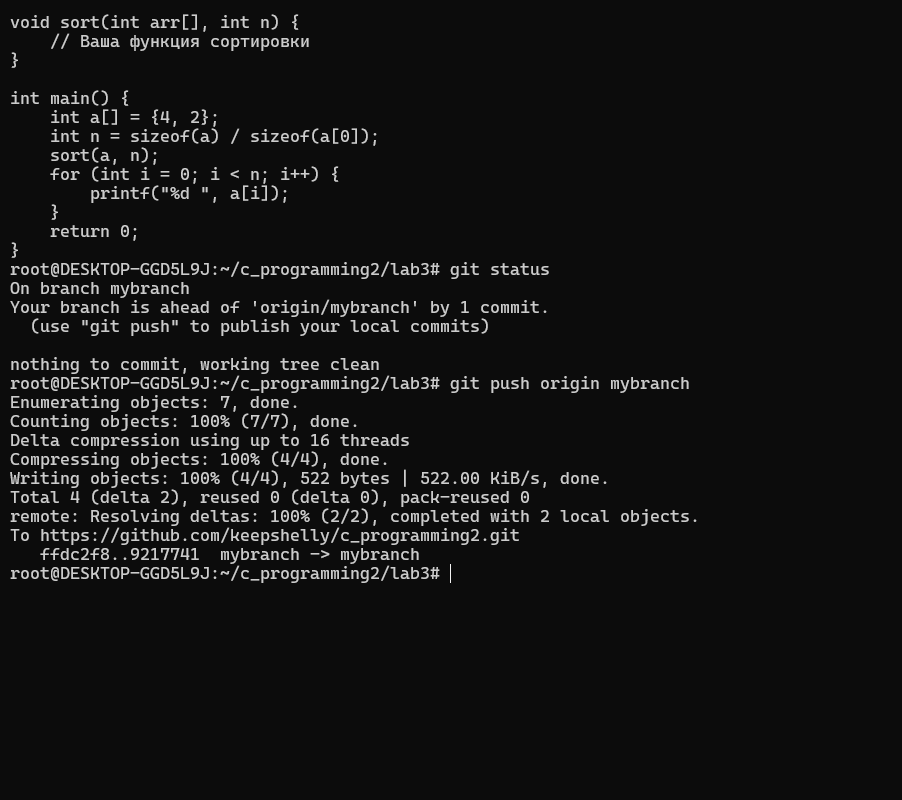 void sort(int arr[], int n) {
    // Ваша функция сортировки
}

int main() {
    int a[] = {4, 2};
    int n = sizeof(a) / sizeof(a[0]);
    sort(a, n);
    for (int i = 0; i < n; i++) {
        printf("%d ", a[i]);
    }
    return 0;
}
root@DESKTOP-GGD5L9J:~/c_programming2/lab3# git status
On branch mybranch
Your branch is ahead of 'origin/mybranch' by 1 commit.
  (use "git push" to publish your local commits)

nothing to commit, working tree clean
root@DESKTOP-GGD5L9J:~/c_programming2/lab3# git push origin mybranch
Enumerating objects: 7, done.
Counting objects: 100% (7/7), done.
Delta compression using up to 16 threads
Compressing objects: 100% (4/4), done.
Writing objects: 100% (4/4), 522 bytes | 522.00 KiB/s, done.
Total 4 (delta 2), reused 0 (delta 0), pack-reused 0
remote: Resolving deltas: 100% (2/2), completed with 2 local objects.
To https://github.com/keepshelly/c_programming2.git
   ffdc2f8..9217741  mybranch -> mybranch
root@DESKTOP-GGD5L9J:~/c_programming2/lab3#